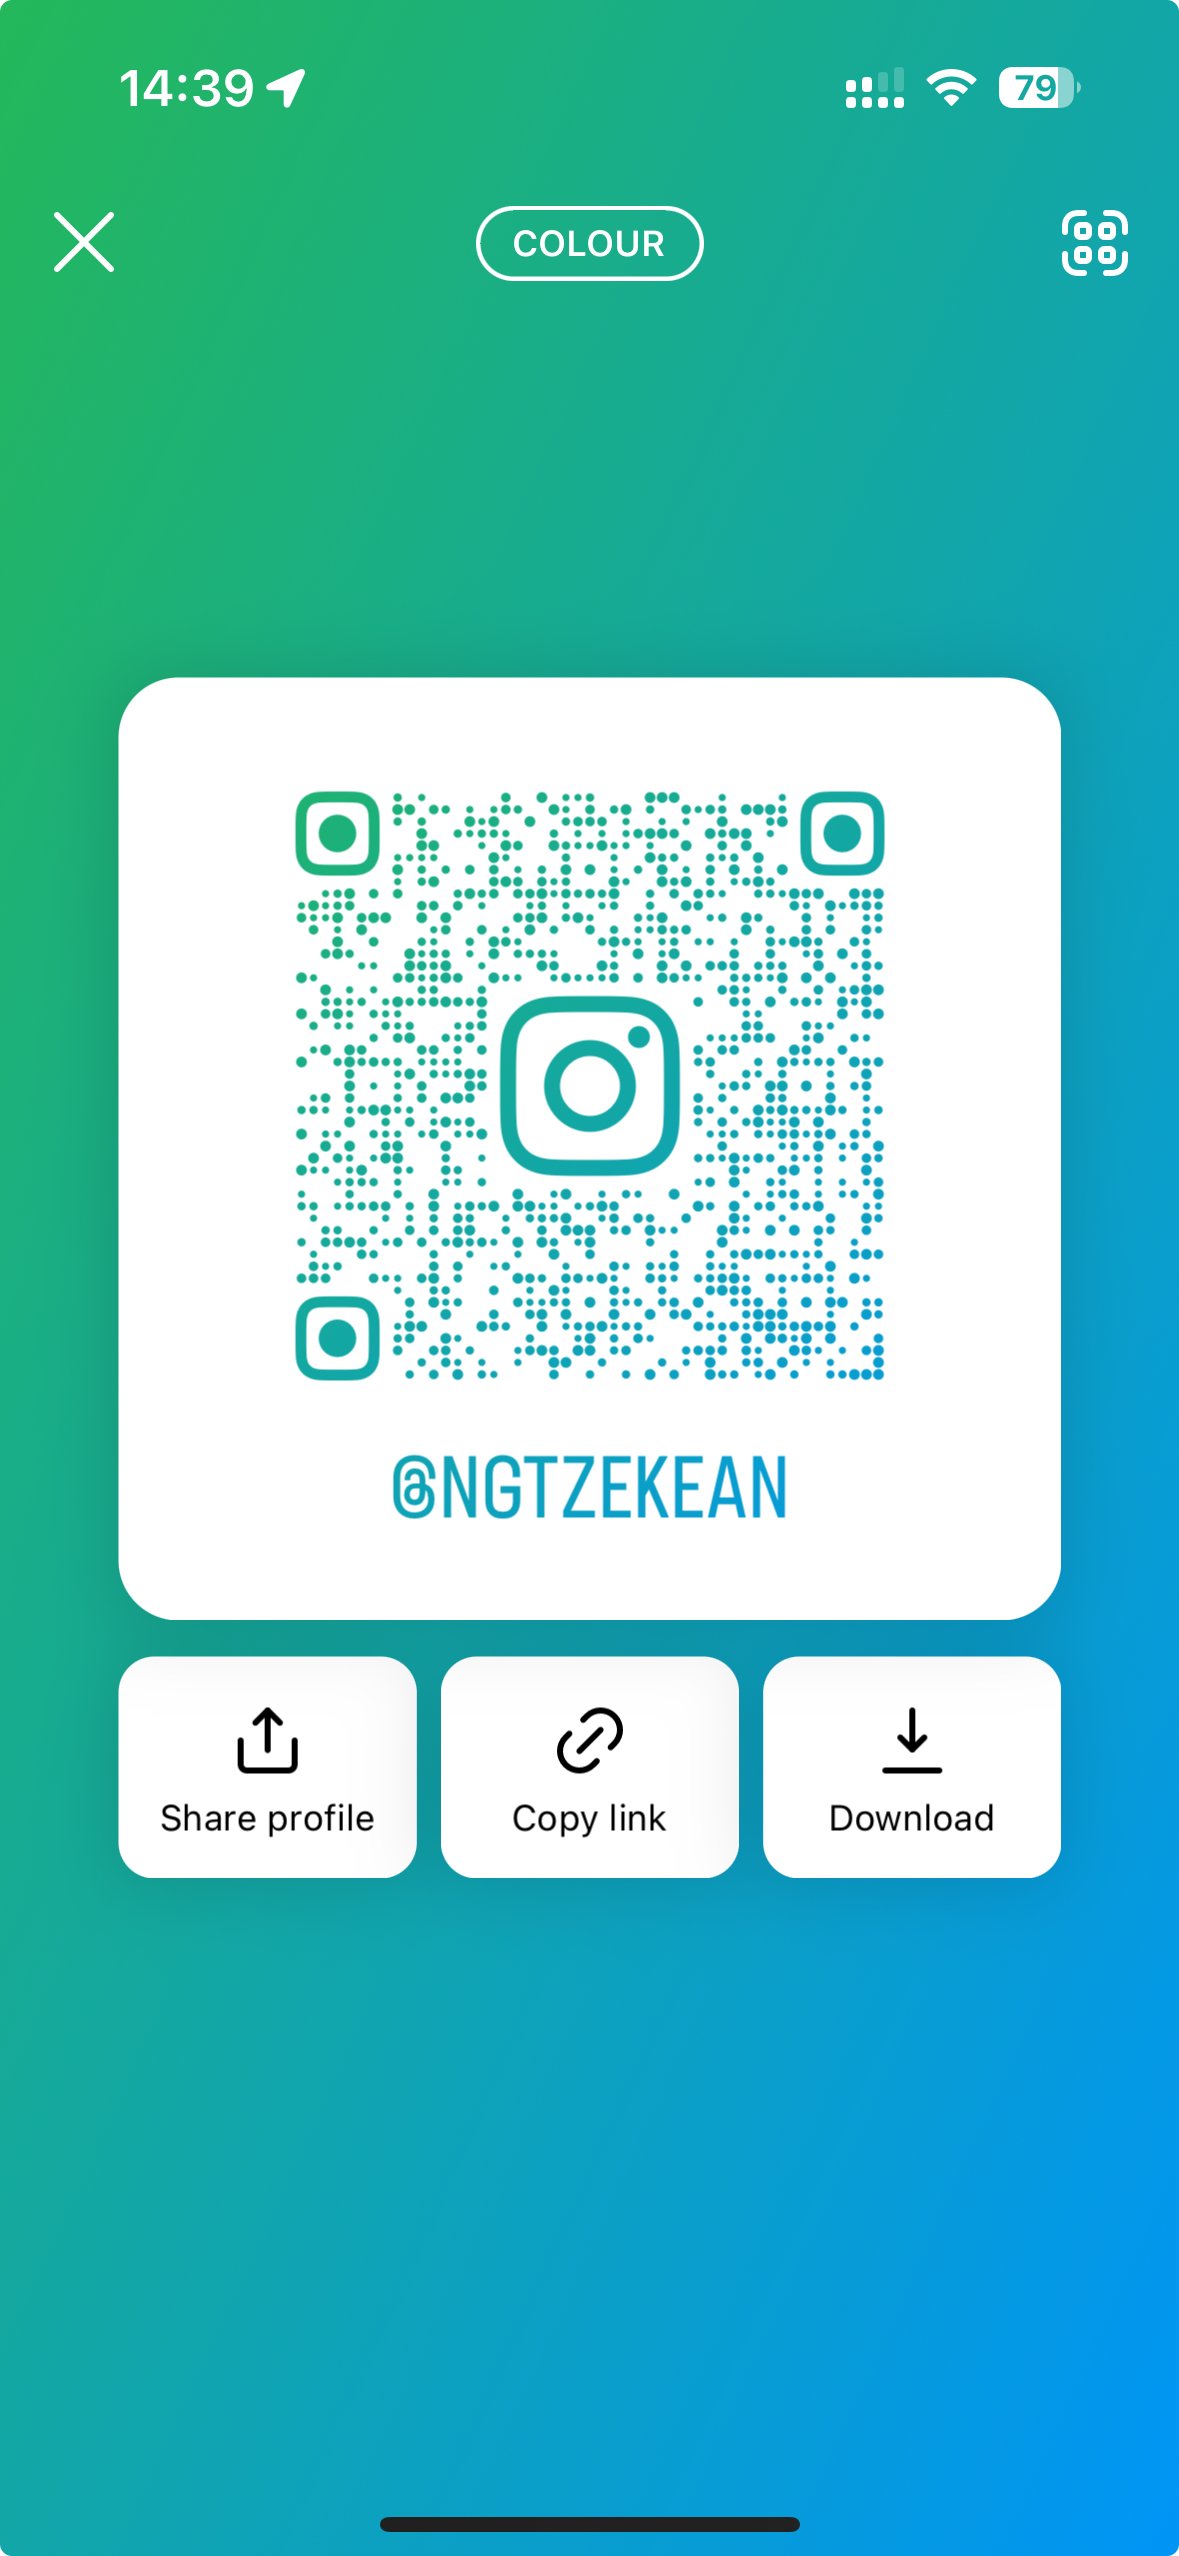 14:39
79
COLOUR
@NGTZEKEAN
Share profile
Copy link
Download